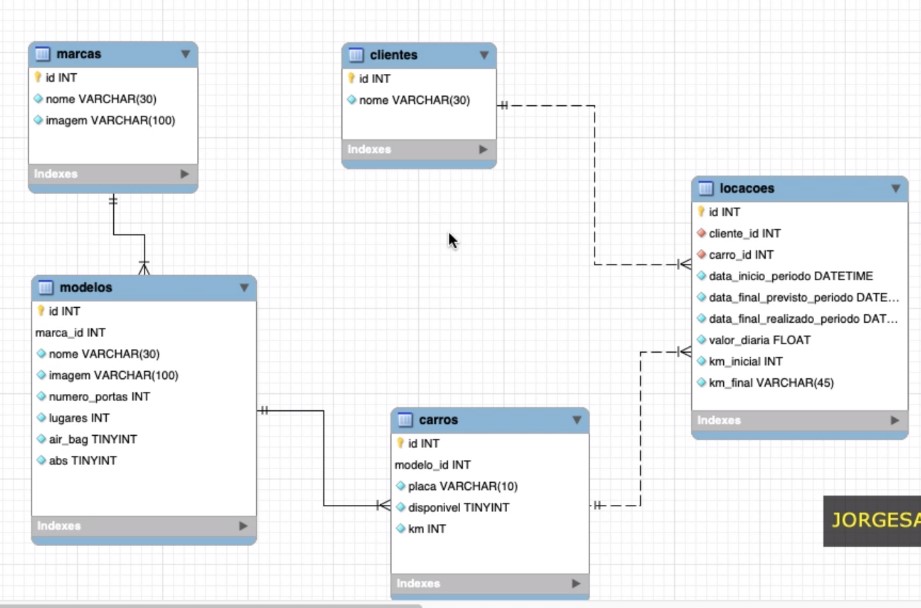 marcas
id INT
nome VARCHAR(30)
imagem VARCHAR(100)
Indexes
clientes
id INT
nome VARCHAR(30)
Indexes
locacoes
id INT
cliente_id INT
carro_id INT
data_inicio_periodo DATETIME
data_final_previsto_periodo DATE...
data_final_realizado_periodo DAT...
valor_diaria FLOAT
km_inicial INT
km_final VARCHAR(45)
Indexes
modelos
id INT
marca_id INT
nome VARCHAR(30)
imagem VARCHAR(100)
numero_portas INT
lugares INT
air_bag TINYINT
abs TINYINT
Indexes
carros
id INT
modelo_id INT
placa VARCHAR(10)
disponivel TINYINT
km INT
Indexes
JORGESA